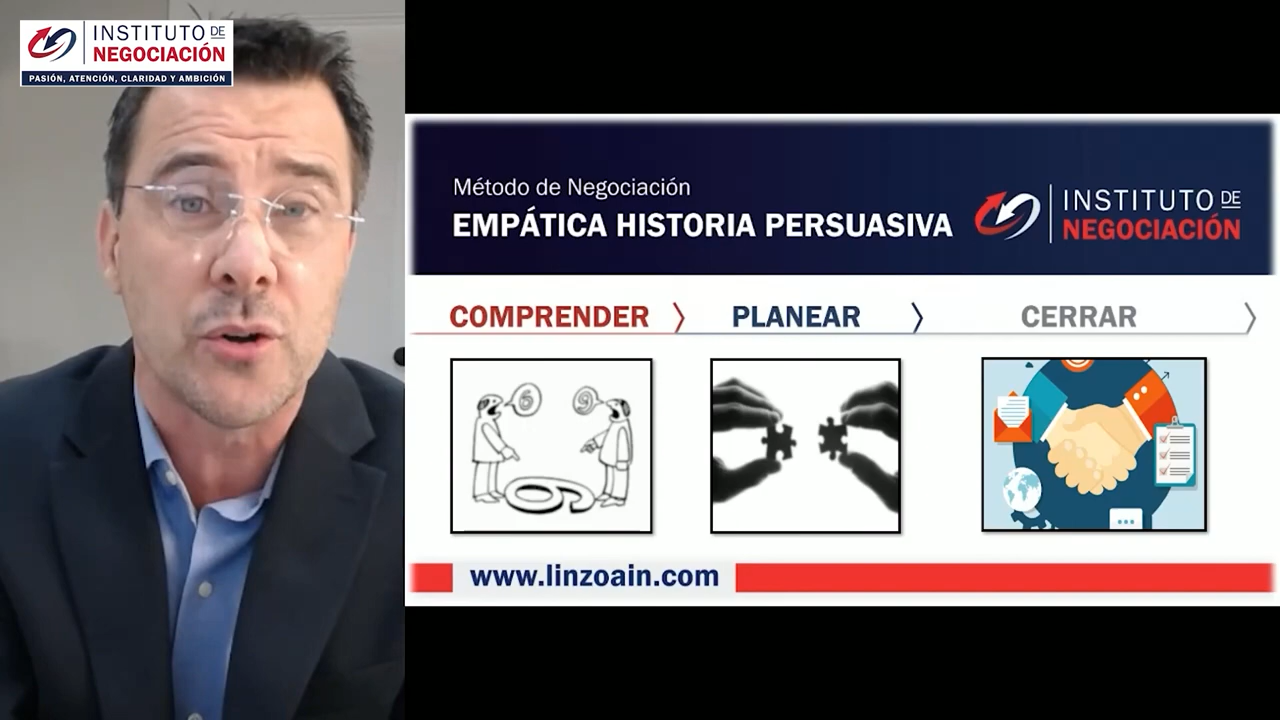 INSTITUTO DE
NEGOCIACIÓN
PASIÓN, ATENCIÓN, CLARIDAD Y AMBICIÓN
Método de Negociación
EMPÁTICA HISTORIA PERSUASIVA
INSTITUTO DE
NEGOCIACIÓN
COMPRENDER
PLANEAR
CERRAR
6
9
www.linzoain.com